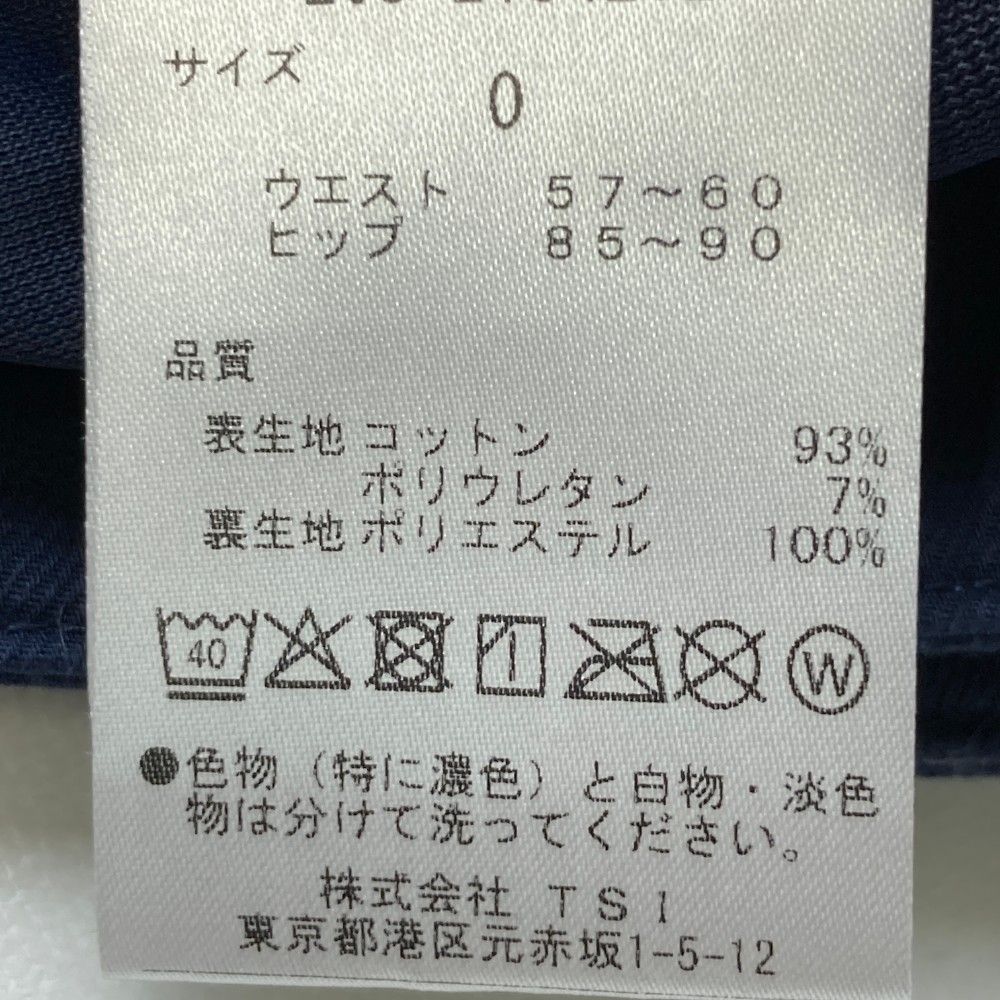 サイズ
0
ウエスト 57～60
ヒップ 85～90
品質
表生地 コットン 93%
ポリウレタン 7%
裏生地 ポリエステル 100%
40
W
●色物（特に濃色）と白物・淡色
物は分けて洗ってください。
株式会社 TSI
東京都港区元赤坂1-5-12